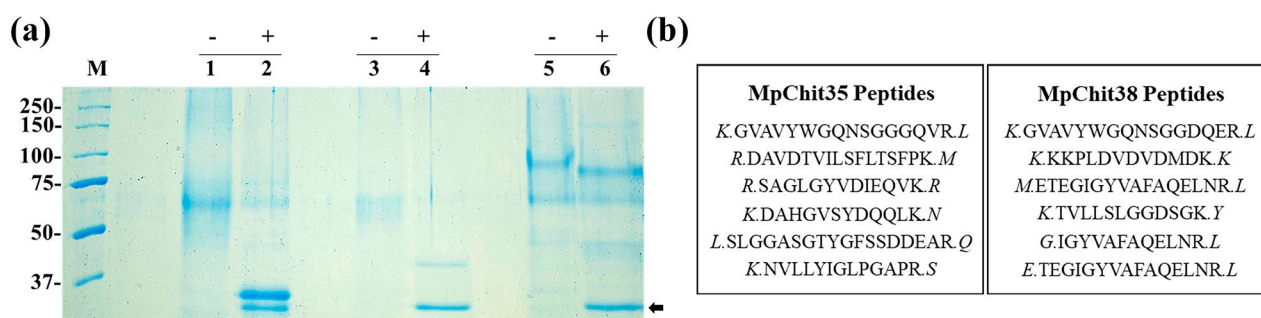 (a)
- + - + - +
M 1 2 3 4 5 6
250-
150-
100-
75-
50-
37-
(b)
MpChit35 Peptides
K.GVAVYWGQNSGGGQVR.L
R.DAVDTVILSFLTSFPK.M
R.SAGLGYVDIEQVK.R
K.DAHGVSYDQQLK.N
L.SLGGASGTYGFSSDDEAR.Q
K.NVLLYIGLPGAPR.S
MpChit38 Peptides
K.GVAVYWGQNSGGDQER.L
K.KKPLDVDVDMDK.K
M.ETEGIGYVAFAQELNR.L
K.TVLLSLGGDSGK.Y
G.IGYVAFAQELNR.L
E.TEGIGYVAFAQELNR.L